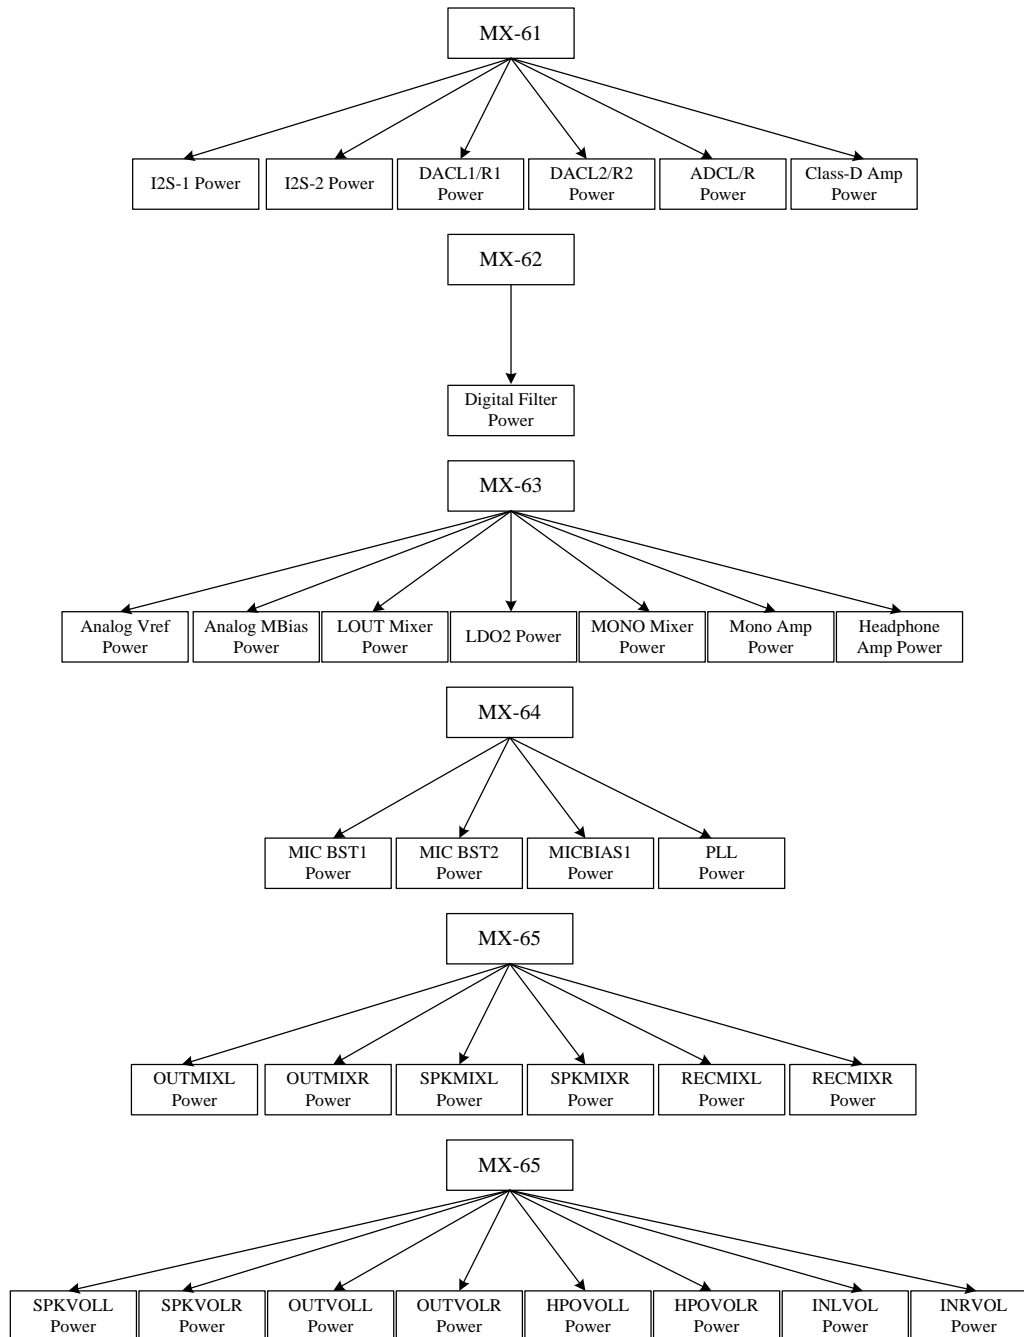 MX-61
I2S-1 Power
I2S-2 Power
DACL1/R1
Power
DACL2/R2
Power
ADCL/R
Power
Class-D Amp
Power
MX-62
Digital Filter
Power
MX-63
Analog Vref
Power
Analog MBias
Power
LOUT Mixer
Power
LDO2 Power
MONO Mixer
Power
Mono Amp
Power
Headphone
Amp Power
MX-64
MIC BST1
Power
MIC BST2
Power
MICBIAS1
Power
PLL
Power
MX-65
OUTMIXL
Power
OUTMIXR
Power
SPKMIXL
Power
SPKMIXR
Power
RECMIXL
Power
RECMIXR
Power
MX-65
SPKVOLL
Power
SPKVOLR
Power
OUTVOLL
Power
OUTVOLR
Power
HPOVOLL
Power
HPOVOLR
Power
INLVOL
Power
INRVOL
Power